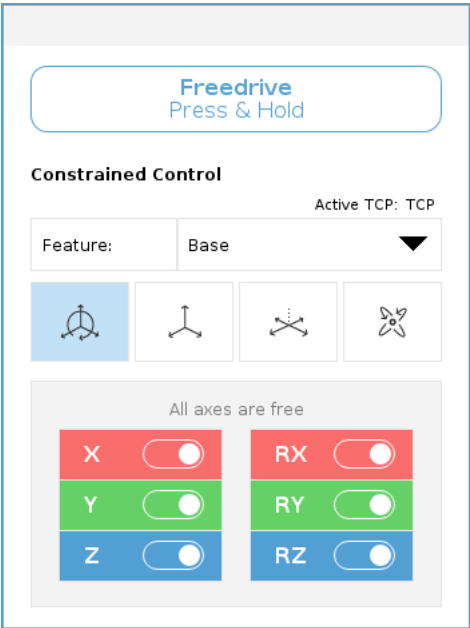 Freedrive
Press & Hold
Constrained Control
Active TCP: TCP
Feature: Base
All axes are free
X RX
Y RY
Z RZ